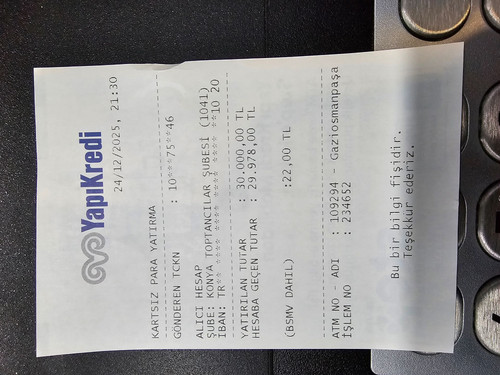 YapıKredi
24/12/2025, 21:30
KARTSIZ PARA YATIRMA
GÖNDEREN TCKN : 10***75**46
ALICI HESAP
ŞUBE: KONYA TOPTANCILAR ŞUBESİ (1041)
IBAN: TR** **** **** **** **** **10 20
YATIRILAN TUTAR : 30.000,00 TL
HESABA GEÇEN TUTAR : 29.978,00 TL
(BSMV DAHİL) :22,00 TL
ATM NO - ADI : 109294 - Gaziosmanpaşa
İŞLEM NO : 234652
Bu bir bilgi fişidir.
Teşekkür ederiz.